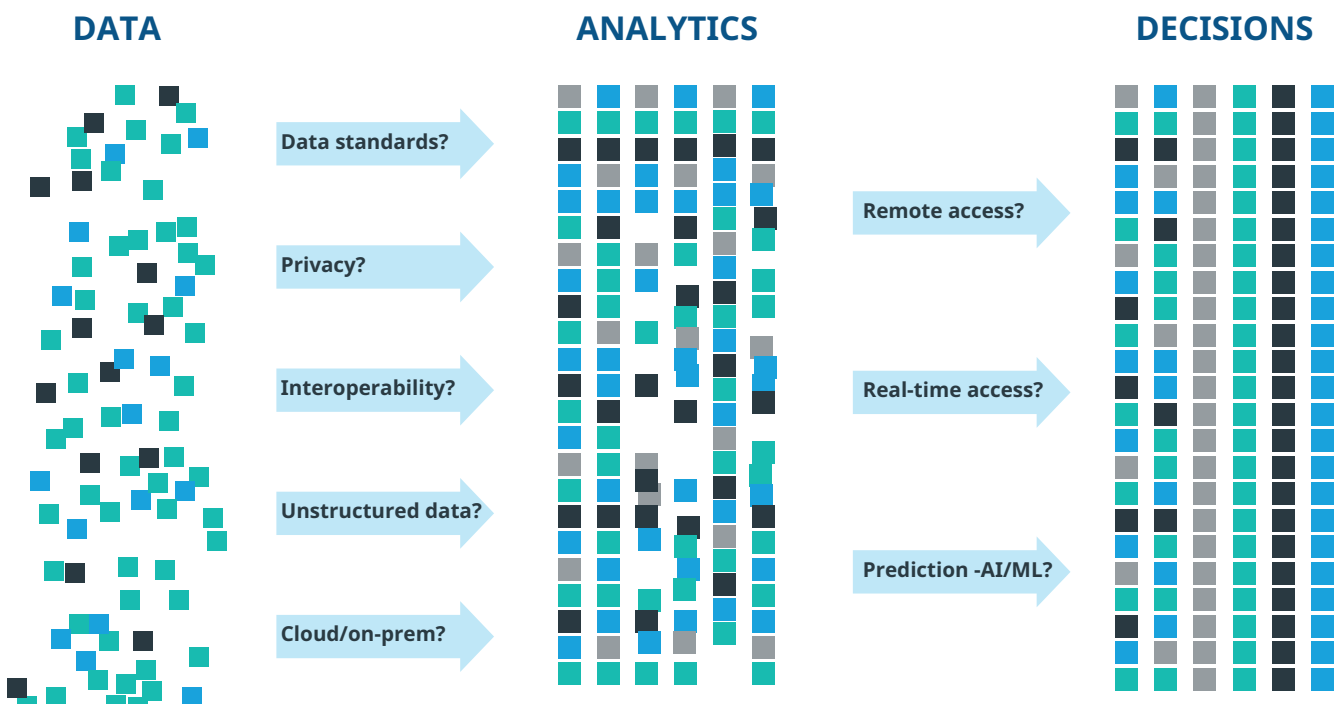 DATA
ANALYTICS
DECISIONS
Data standards?
Privacy?
Interoperability?
Unstructured data?
Cloud/on-prem?
Remote access?
Real-time access?
Prediction -AI/ML?